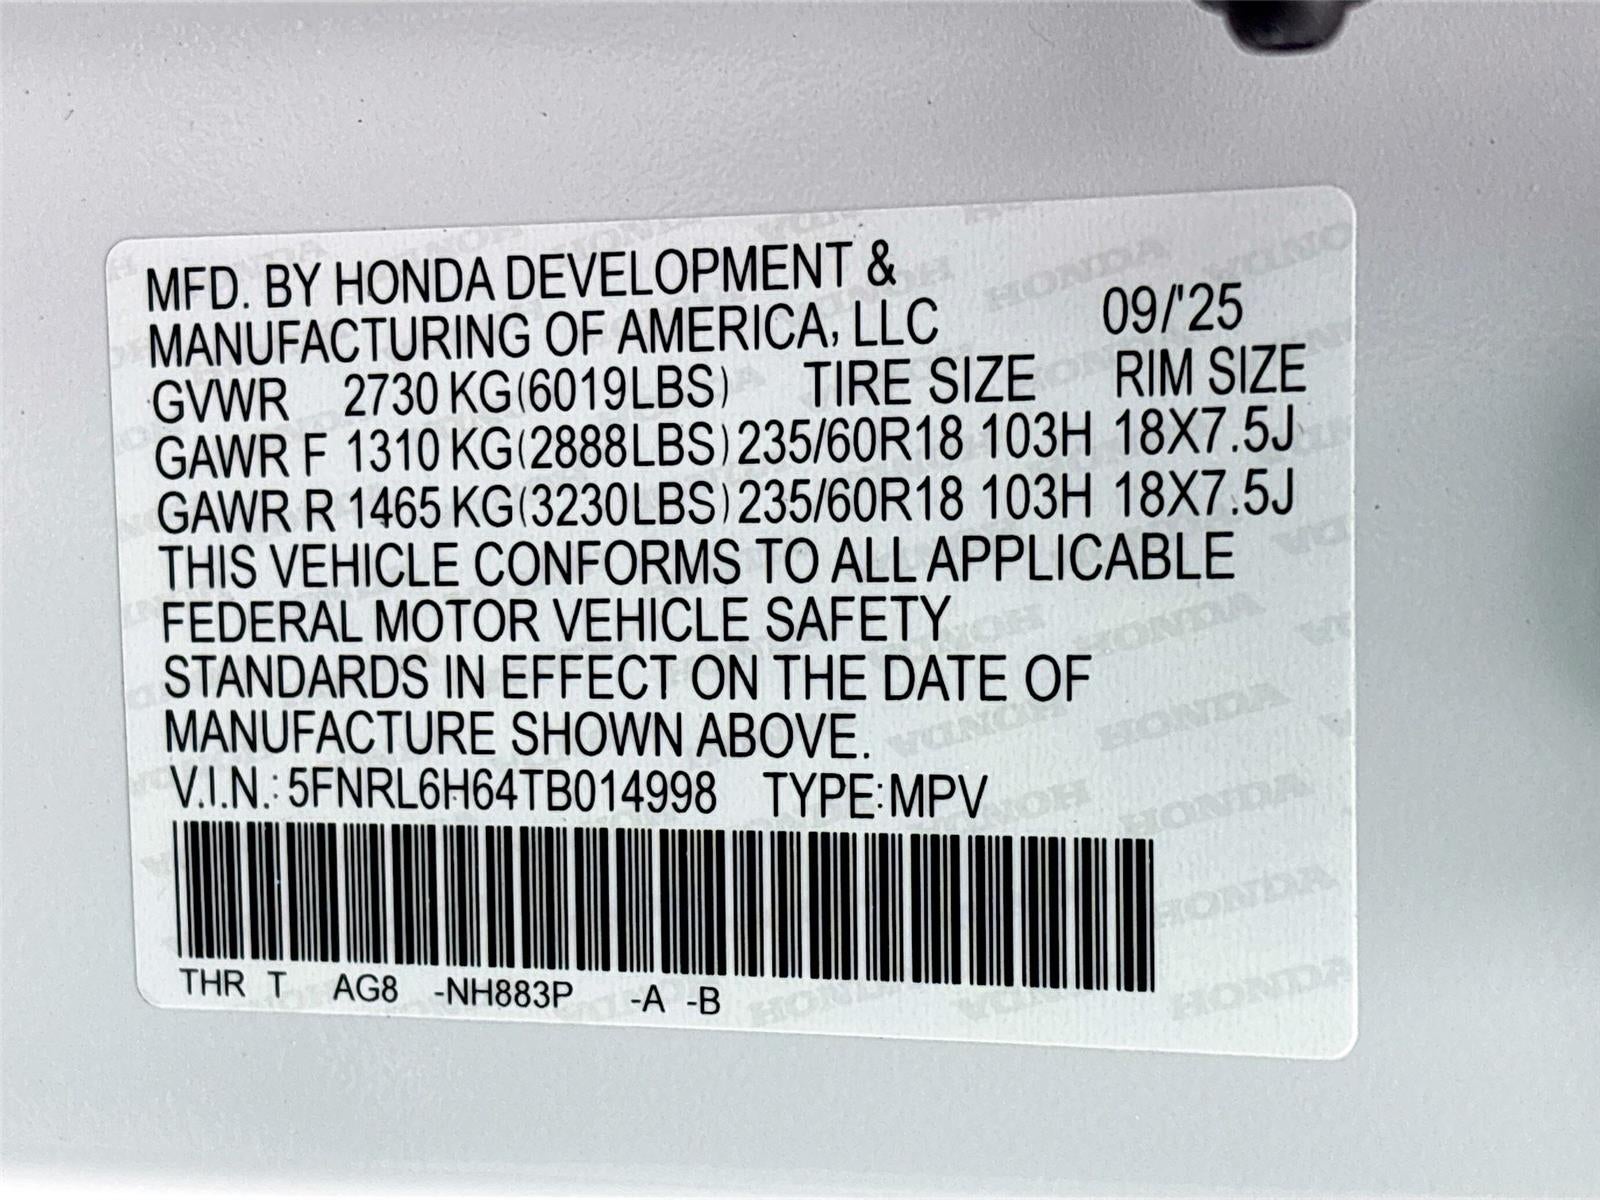 MFD. BY HONDA DEVELOPMENT &
MANUFACTURING OF AMERICA, LLC 09/'25
GVWR 2730 KG(6019LBS) TIRE SIZE RIM SIZE
GAWR F 1310 KG(2888LBS) 235/60R18 103H 18X7.5J
GAWR R 1465 KG(3230LBS) 235/60R18 103H 18X7.5J
THIS VEHICLE CONFORMS TO ALL APPLICABLE
FEDERAL MOTOR VEHICLE SAFETY
STANDARDS IN EFFECT ON THE DATE OF
MANUFACTURE SHOWN ABOVE.
V.I.N.: 5FNRL6H64TB014998 TYPE:MPV
THR T AG8 -NH883P -A -B